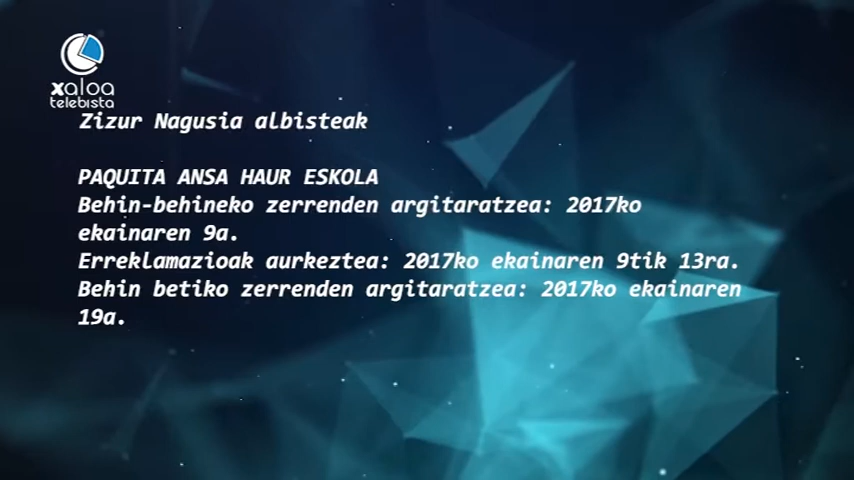 xaloa
telebista
Zizur Nagusia albisteak
PAQUITA ANSA HAUR ESKOLA
Behin-behineko zerrenden argitaratzea: 2017ko
ekainaren 9a.
Erreklamazioak aurkeztea: 2017ko ekainaren 9tik 13ra.
Behin betiko zerrenden argitaratzea: 2017ko ekainaren
19a.